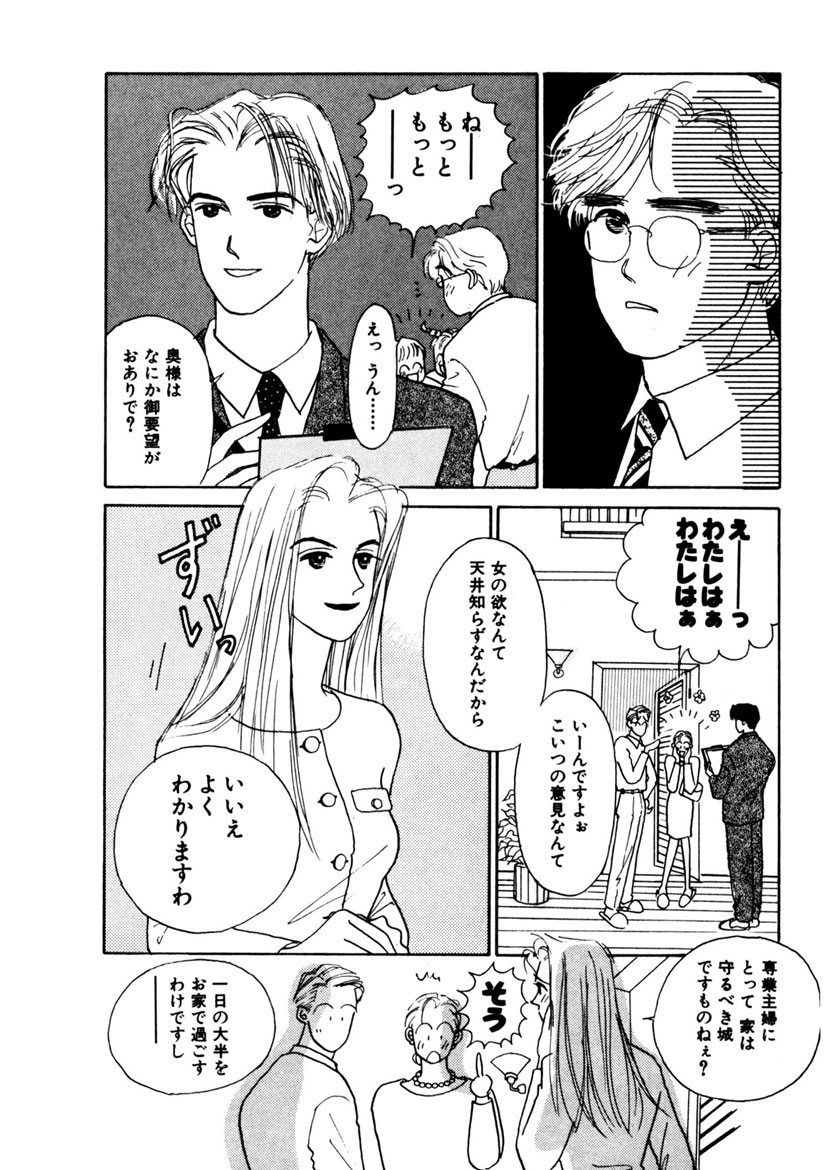 ね━━
もっと
もっと
━━っ
えっ うん……
奥様は
なにか御要望が
おありで？
え━━っ
わたしはぁ
わたしはぁ
女の欲なんて
天井知らずなんだから
いーんですよぉ
こいつの意見なんて
ずいっ
いいえ
よく
わかりますわ
専業主婦に
とって 家は
守るべき城
ですものねぇ？
そう
一日の大半を
お家で過ごす
わけですし
━━